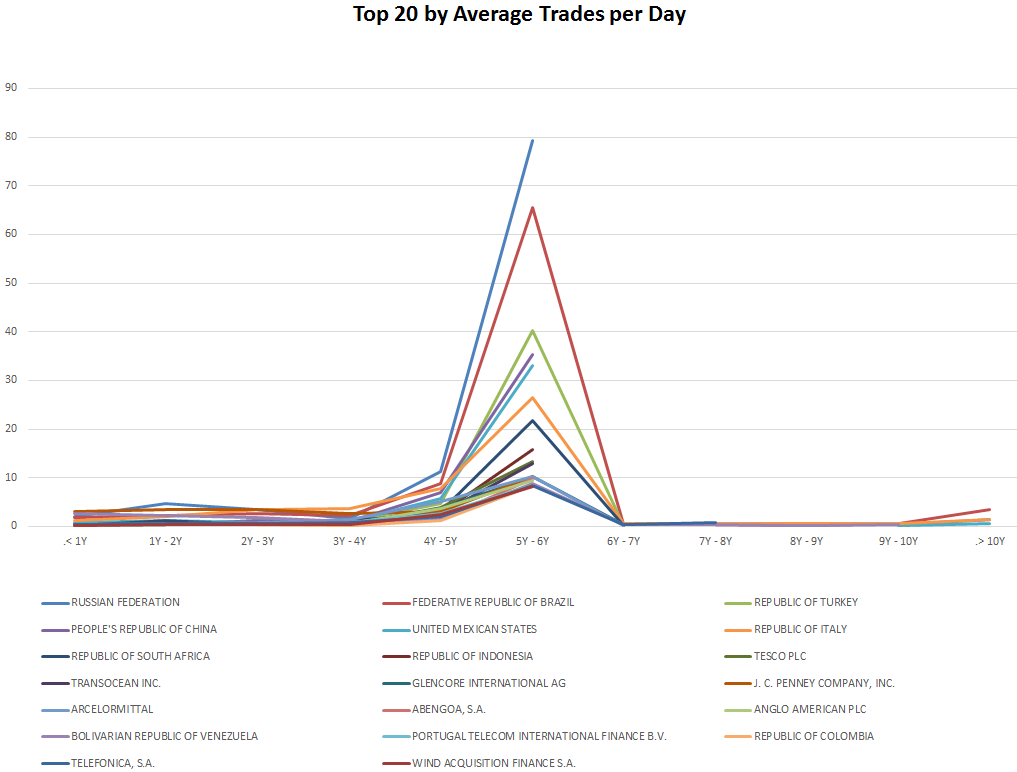 Top 20 by Average Trades per Day
90
80
70
60
50
40
30
20
10
0
.< 1Y 1Y - 2Y 2Y - 3Y 3Y - 4Y 4Y - 5Y 5Y - 6Y 6Y - 7Y 7Y - 8Y 8Y - 9Y 9Y - 10Y .> 10Y
RUSSIAN FEDERATION FEDERATIVE REPUBLIC OF BRAZIL REPUBLIC OF TURKEY
PEOPLE'S REPUBLIC OF CHINA UNITED MEXICAN STATES REPUBLIC OF ITALY
REPUBLIC OF SOUTH AFRICA REPUBLIC OF INDONESIA TESCO PLC
TRANSOCEAN INC. GLENCORE INTERNATIONAL AG J. C. PENNEY COMPANY, INC.
ARCELORMITTAL ABENGOA, S.A. ANGLO AMERICAN PLC
BOLIVARIAN REPUBLIC OF VENEZUELA PORTUGAL TELECOM INTERNATIONAL FINANCE B.V. REPUBLIC OF COLOMBIA
TELEFONICA, S.A. WIND ACQUISITION FINANCE S.A.